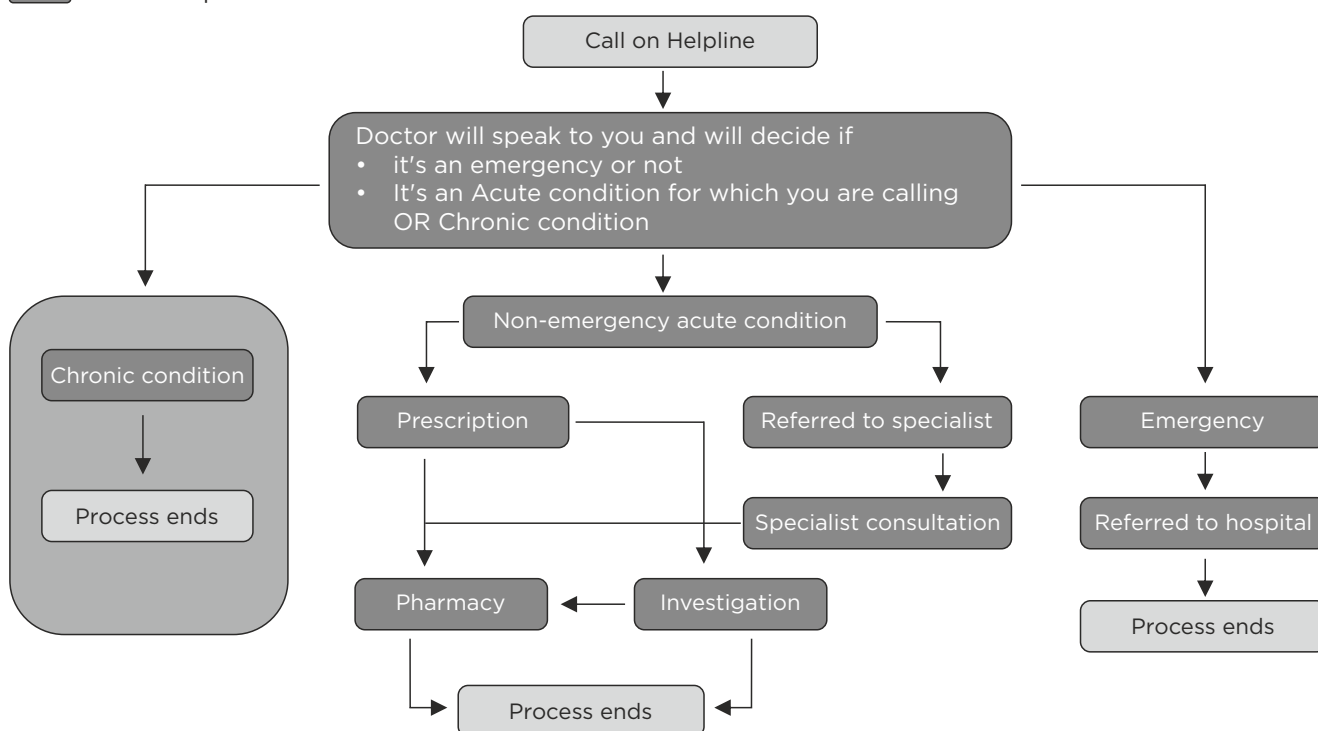 Call on Helpline
Doctor will speak to you and will decide if
• it's an emergency or not
• It's an Acute condition for which you are calling
OR Chronic condition
Non-emergency acute condition
Chronic condition
Process ends
Prescription
Referred to specialist
Emergency
Specialist consultation
Referred to hospital
Pharmacy
Investigation
Process ends
Process ends